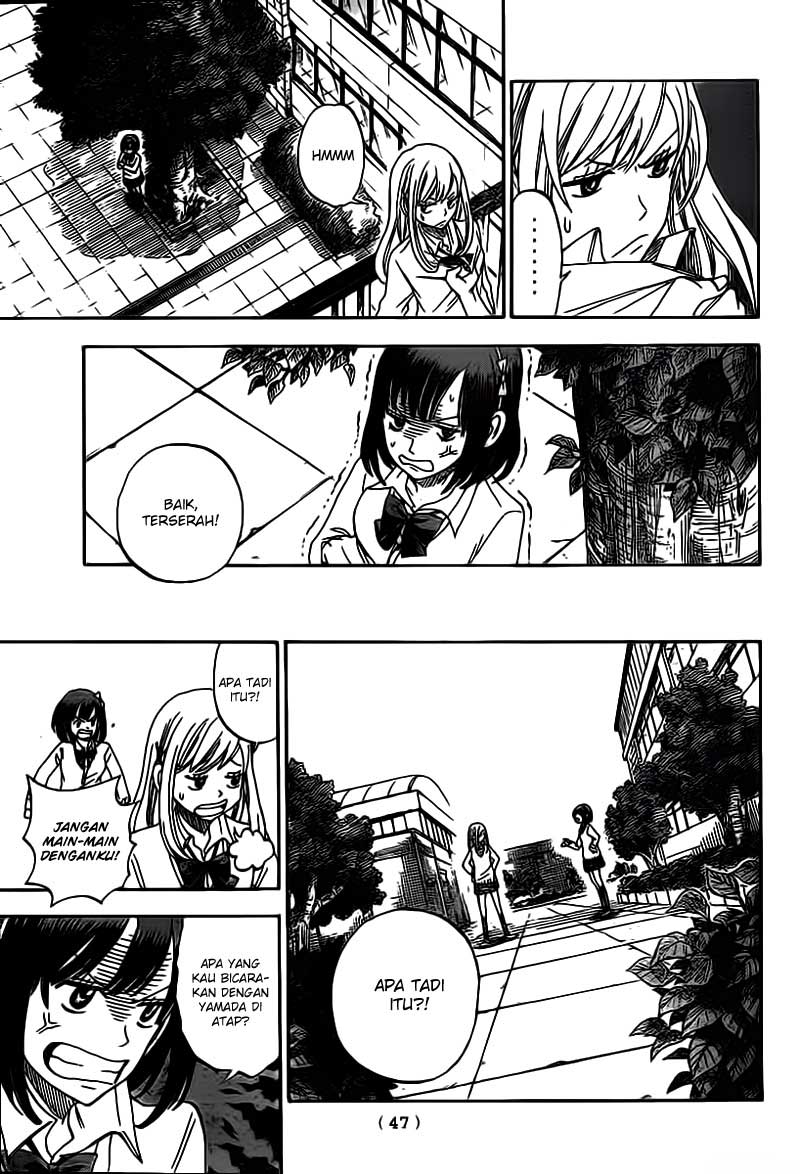 ......
HMMM
BAIK,
TERSERAH!
APA TADI
ITU?!
APA TADI
ITU?!
JANGAN
MAIN-MAIN
DENGANKU!
APA YANG
KAU BICARA-
KAN DENGAN
YAMADA DI
ATAP?
( 47 )